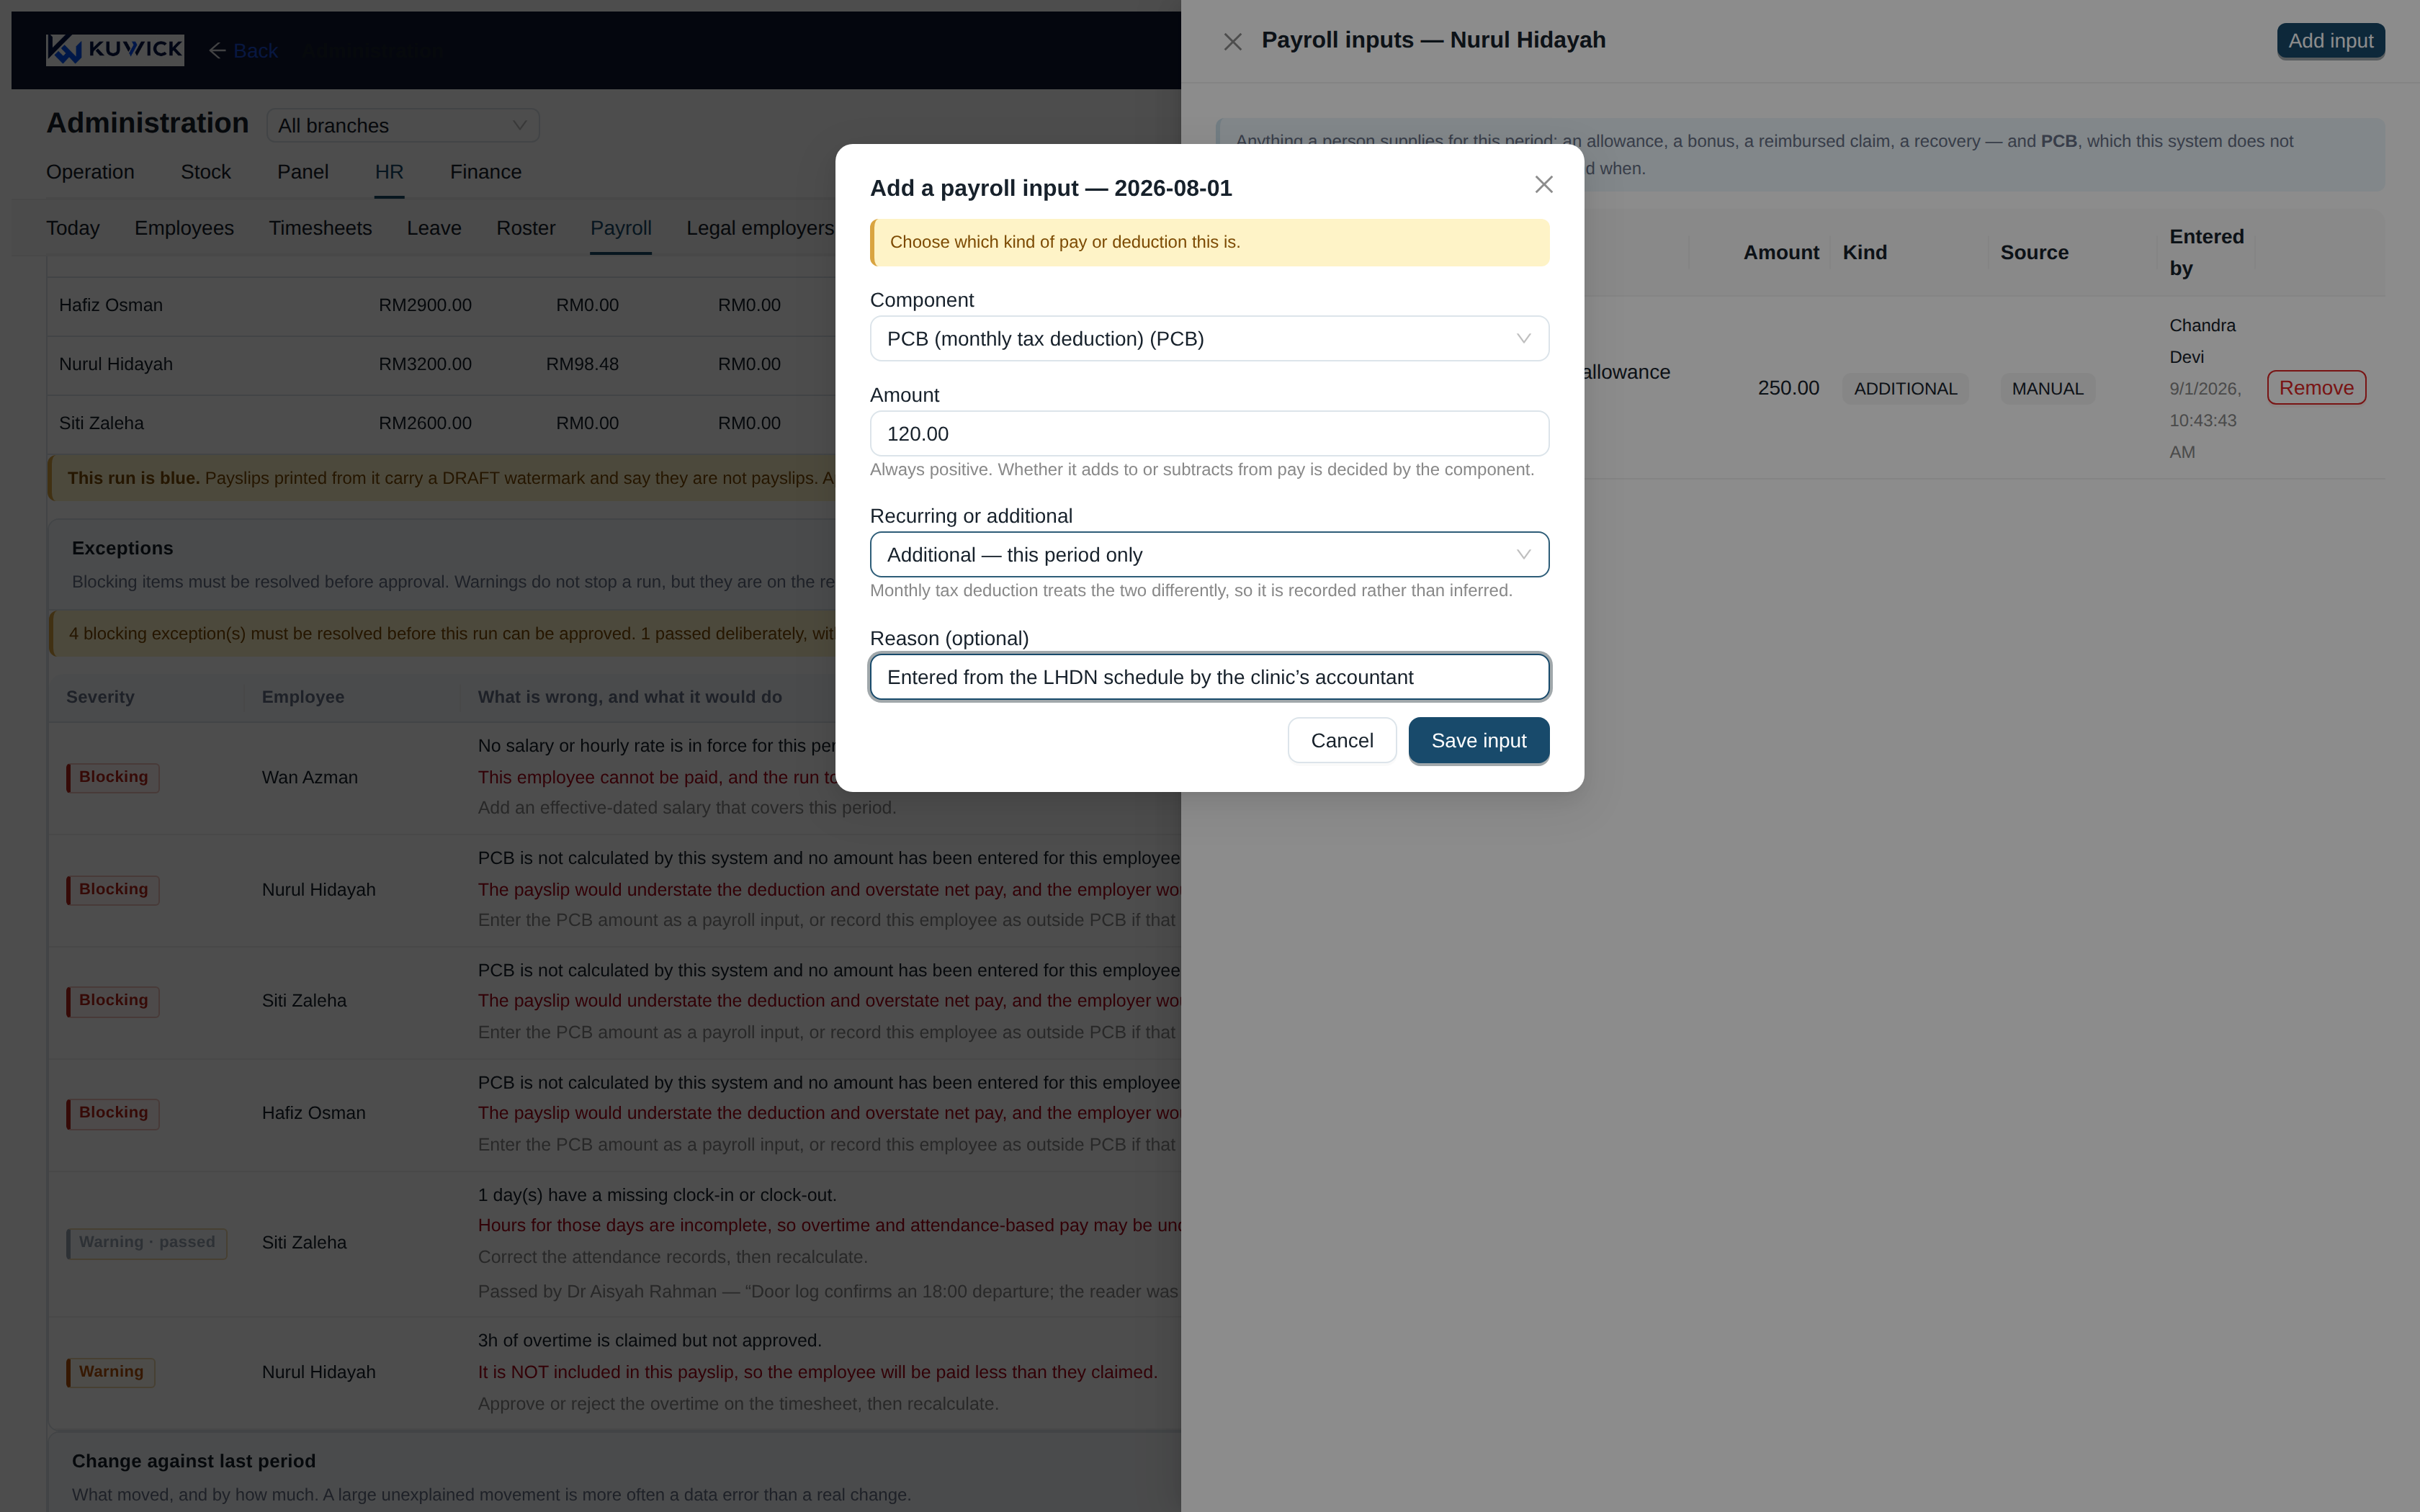 KUWICK
Back
Administration
All branches
Operation
Stock
Panel
HR
Finance
Today
Employees
Timesheets
Leave
Roster
Payroll
Legal employers
Hafiz Osman RM2900.00 RM0.00 RM0.00
Nurul Hidayah RM3200.00 RM98.48 RM0.00
Siti Zaleha RM2600.00 RM0.00 RM0.00
This run is blue. Payslips printed from it carry a DRAFT watermark and say they are not payslips. A
Exceptions
Blocking items must be resolved before approval. Warnings do not stop a run, but they are on the re
4 blocking exception(s) must be resolved before this run can be approved. 1 passed deliberately, wit
Severity Employee What is wrong, and what it would do
No salary or hourly rate is in force for this per
Blocking Wan Azman This employee cannot be paid, and the run to
Add an effective-dated salary that covers this period.
PCB is not calculated by this system and no amount has been entered for this employee
Blocking Nurul Hidayah The payslip would understate the deduction and overstate net pay, and the employer wou
Enter the PCB amount as a payroll input, or record this employee as outside PCB if that
PCB is not calculated by this system and no amount has been entered for this employee
Blocking Siti Zaleha The payslip would understate the deduction and overstate net pay, and the employer wou
Enter the PCB amount as a payroll input, or record this employee as outside PCB if that
PCB is not calculated by this system and no amount has been entered for this employee
Blocking Hafiz Osman The payslip would understate the deduction and overstate net pay, and the employer wou
Enter the PCB amount as a payroll input, or record this employee as outside PCB if that
1 day(s) have a missing clock-in or clock-out.
Warning · passed Siti Zaleha Hours for those days are incomplete, so overtime and attendance-based pay may be und
Correct the attendance records, then recalculate.
Passed by Dr Aisyah Rahman — “Door log confirms an 18:00 departure; the reader was
3h of overtime is claimed but not approved.
Warning Nurul Hidayah It is NOT included in this payslip, so the employee will be paid less than they claimed.
Approve or reject the overtime on the timesheet, then recalculate.
Change against last period
What moved, and by how much. A large unexplained movement is more often a data error than a real change.
Payroll inputs — Nurul Hidayah
Add input
Anything a person supplies for this period: an allowance, a bonus, a reimbursed claim, a recovery — and PCB, which this system does not
d when.
Amount Kind Source Entered by
allowance 250.00 ADDITIONAL MANUAL Chandra Devi 9/1/2026, 10:43:43 AM Remove
Add a payroll input — 2026-08-01
Choose which kind of pay or deduction this is.
Component
PCB (monthly tax deduction) (PCB)
Amount
120.00
Always positive. Whether it adds to or subtracts from pay is decided by the component.
Recurring or additional
Additional — this period only
Monthly tax deduction treats the two differently, so it is recorded rather than inferred.
Reason (optional)
Entered from the LHDN schedule by the clinic’s accountant
Cancel
Save input